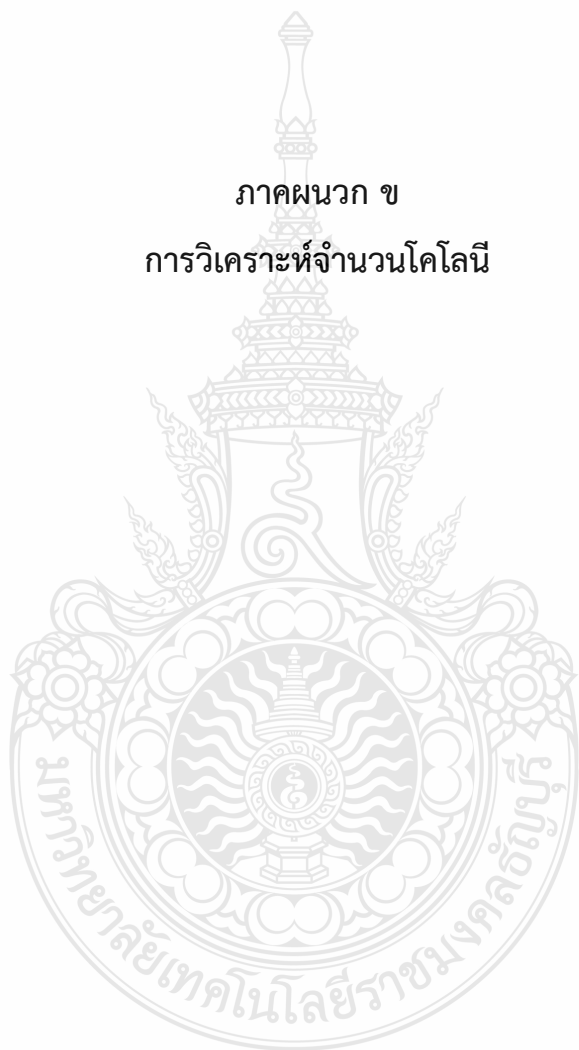 ภาคผนวก ข
การวิเคราะห์จำนวนโคโลนี
มหาวิทยาลัยเทคโนโลยีราชมงคลธัญบุรี